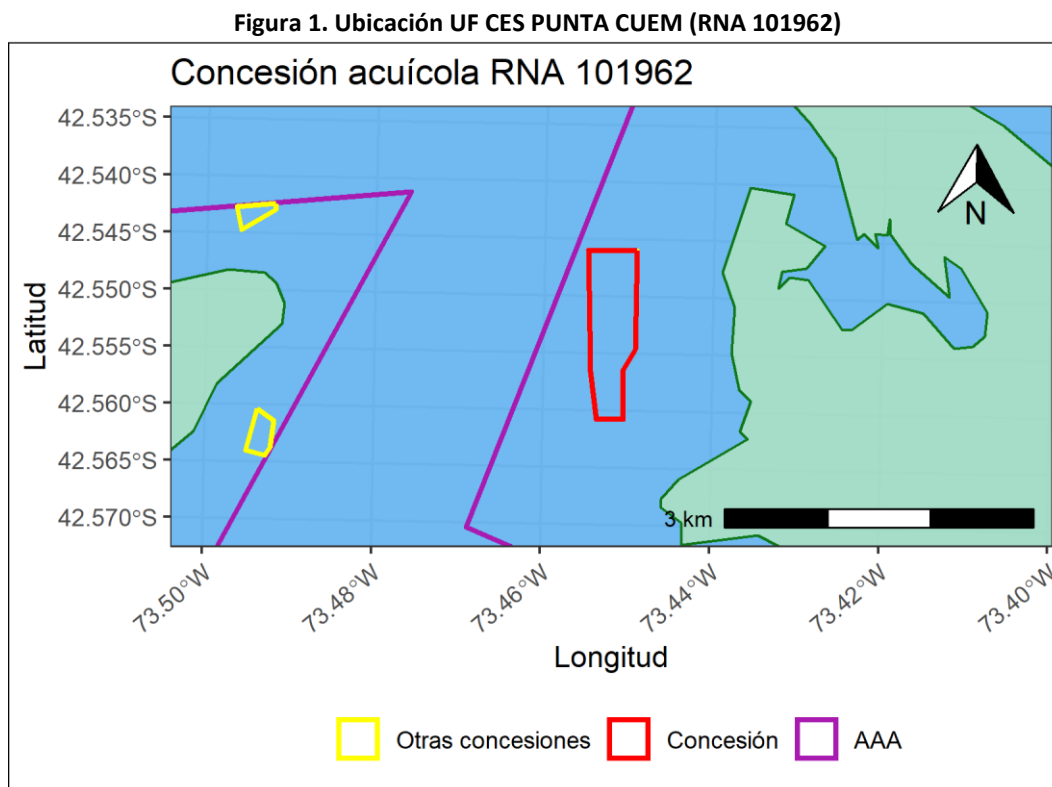 Figura 1. Ubicación UF CES PUNTA CUEM (RNA 101962)
Concesión acuícola RNA 101962
42.535°S
42.540°S
42.545°S
42.550°S
42.555°S
42.560°S
42.565°S
42.570°S
Latitud
N
3 km
73.50°W
73.48°W
73.46°W
73.44°W
73.42°W
73.40°W
Longitud
Otras concesiones
Concesión
AAA